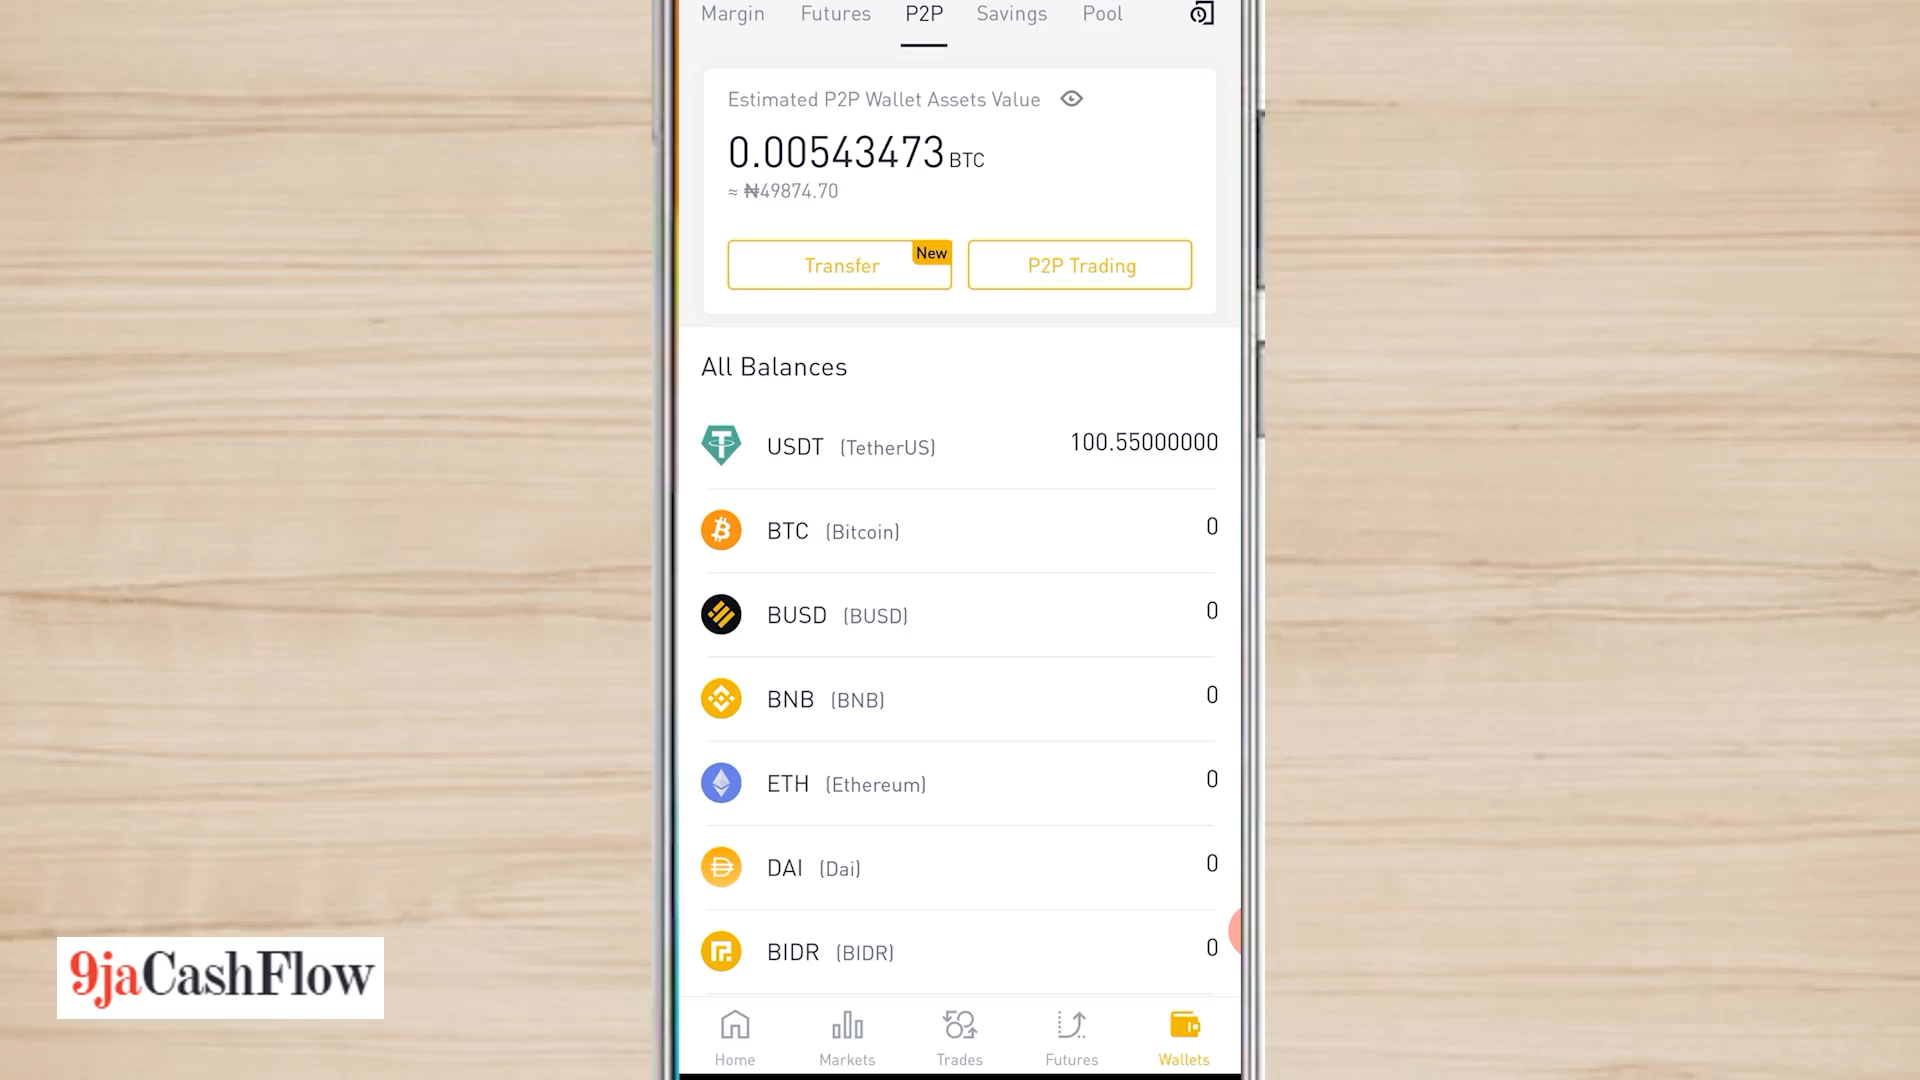 Margin Futures P2P Savings Pool
Estimated P2P Wallet Assets Value
0.00543473 BTC
≈ ₦49874.70
Transfer New P2P Trading
All Balances
USDT (TetherUS) 100.55000000
BTC (Bitcoin) 0
BUSD (BUSD) 0
BNB (BNB) 0
ETH (Ethereum) 0
DAI (Dai) 0
BIDR (BIDR) 0
9jaCashFlow
Home Markets Trades Futures Wallets